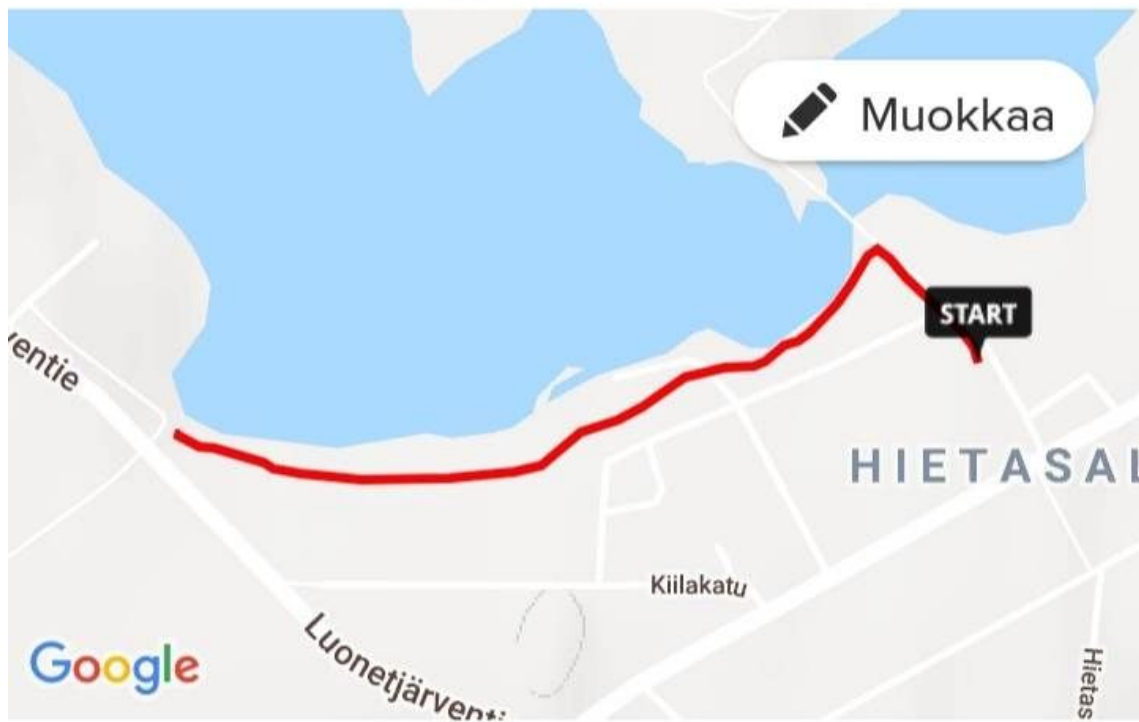 Muokkaa
START
ventie
HIETASAL
Kiilakatu
Luonetjärventi
Hietas
Google